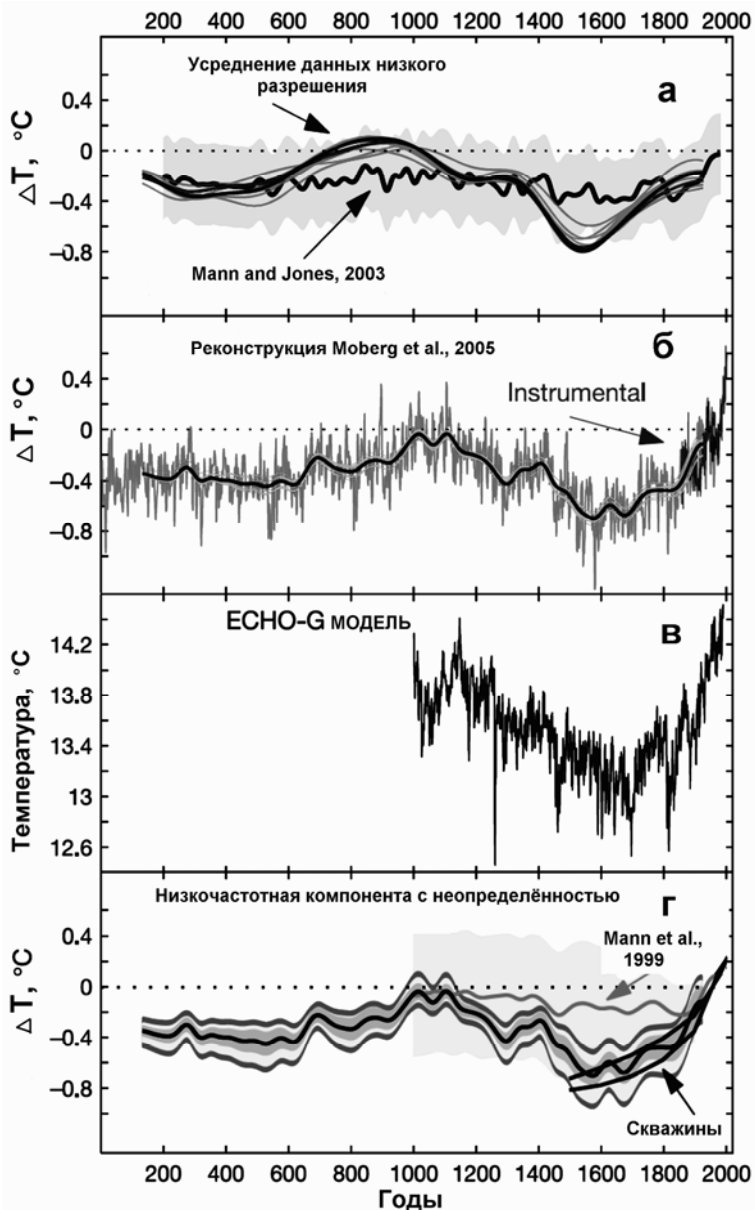 200 400 600 800 1000 1200 1400 1600 1800 2000
Усреднение данных низкого
разрешения
а
0.4
0
−0.4
−0.8
ΔT, °C
Mann and Jones, 2003
Реконструкция Moberg et al., 2005
б
Instrumental
0.4
0
−0.4
−0.8
ΔT, °C
ECHO-G МОДЕЛЬ
в
14.2
13.8
13.4
13
12.6
Температура, °C
Низкочастотная компонента с неопределённостью
г
Mann et al.,
1999
0.4
0
−0.4
−0.8
ΔT, °C
Скважины
200 400 600 800 1000 1200 1400 1600 1800 2000
Годы